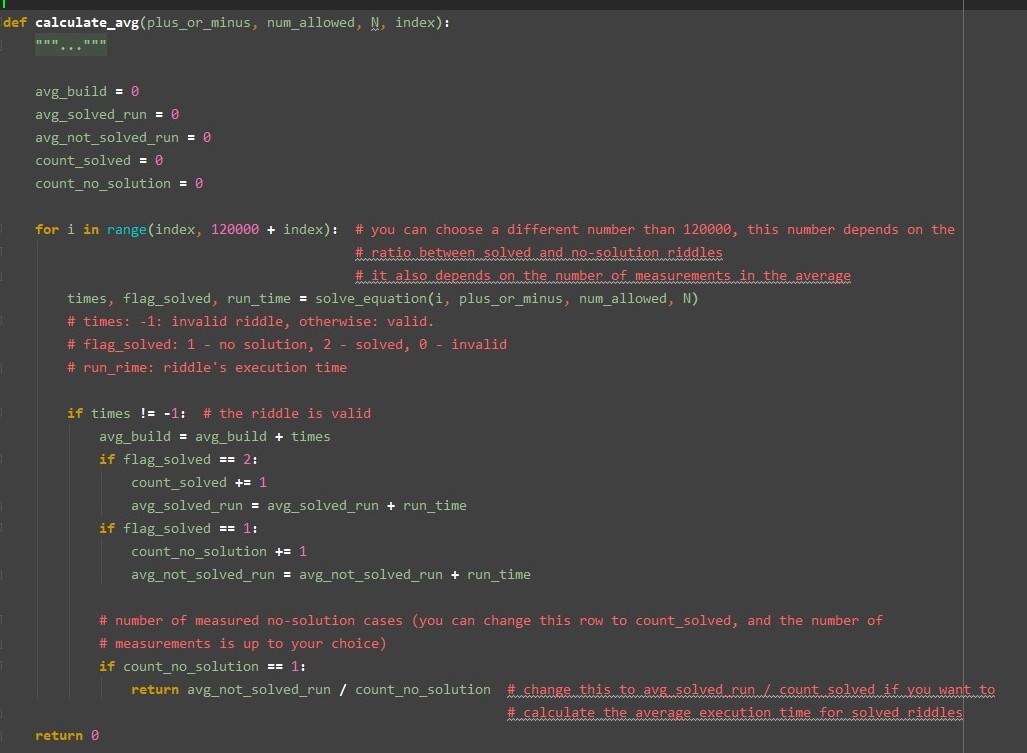 def calculate_avg(plus_or_minus, num_allowed, N, index):
    """..."""

    avg_build = 0
    avg_solved_run = 0
    avg_not_solved_run = 0
    count_solved = 0
    count_no_solution = 0

    for i in range(index, 120000 + index):  # you can choose a different number than 120000, this number depends on the
                                            # ratio between solved and no-solution riddles
                                            # it also depends on the number of measurements in the average
        times, flag_solved, run_time = solve_equation(i, plus_or_minus, num_allowed, N)
        # times: -1: invalid riddle, otherwise: valid.
        # flag_solved: 1 - no solution, 2 - solved, 0 - invalid
        # run_rime: riddle's execution time

        if times != -1:  # the riddle is valid
            avg_build = avg_build + times
            if flag_solved == 2:
                count_solved += 1
                avg_solved_run = avg_solved_run + run_time
            if flag_solved == 1:
                count_no_solution += 1
                avg_not_solved_run = avg_not_solved_run + run_time

            # number of measured no-solution cases (you can change this row to count_solved, and the number of
            # measurements is up to your choice)
            if count_no_solution == 1:
                return avg_not_solved_run / count_no_solution  # change this to avg_solved_run / count_solved if you want to
                                                               # calculate the average execution time for solved riddles
    return 0